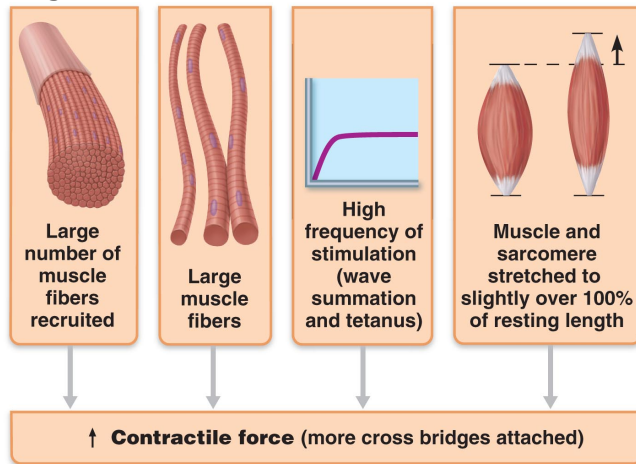 Large
number of
muscle
fibers
recruited
Large
muscle
fibers
High
frequency of
stimulation
(wave
summation
and tetanus)
Muscle and
sarcomere
stretched to
slightly over 100%
of resting length
↑ Contractile force (more cross bridges attached)